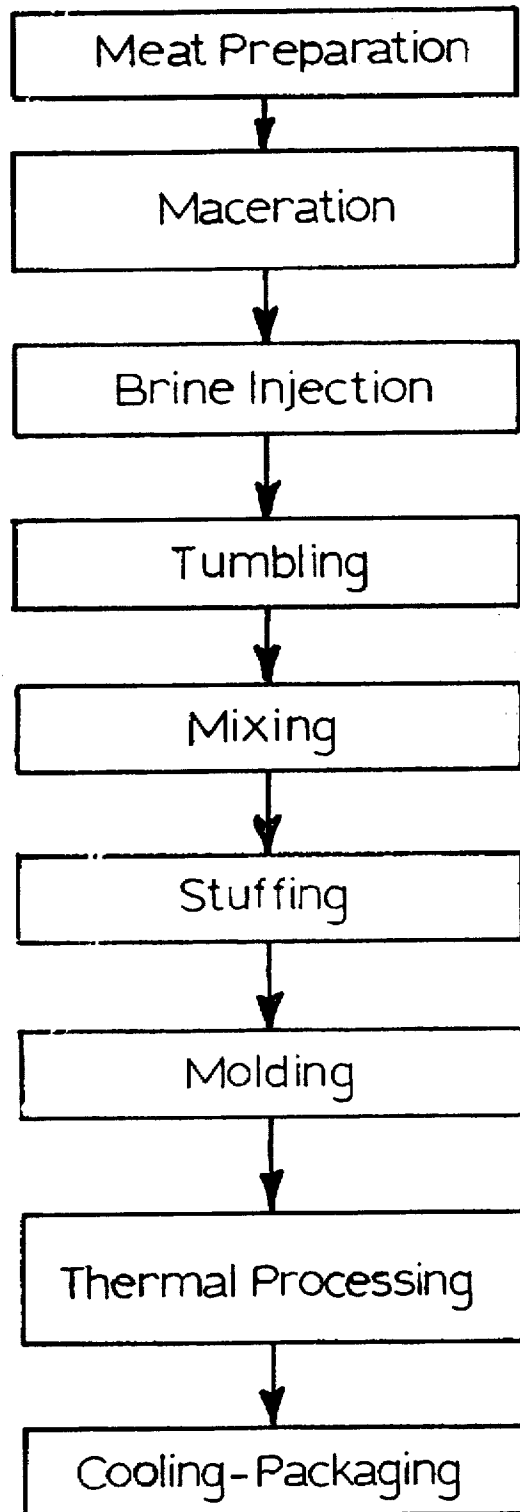 Meat Preparation
Maceration
Brine Injection
Tumbling
Mixing
Stuffing
Molding
Thermal Processing
Cooling-Packaging